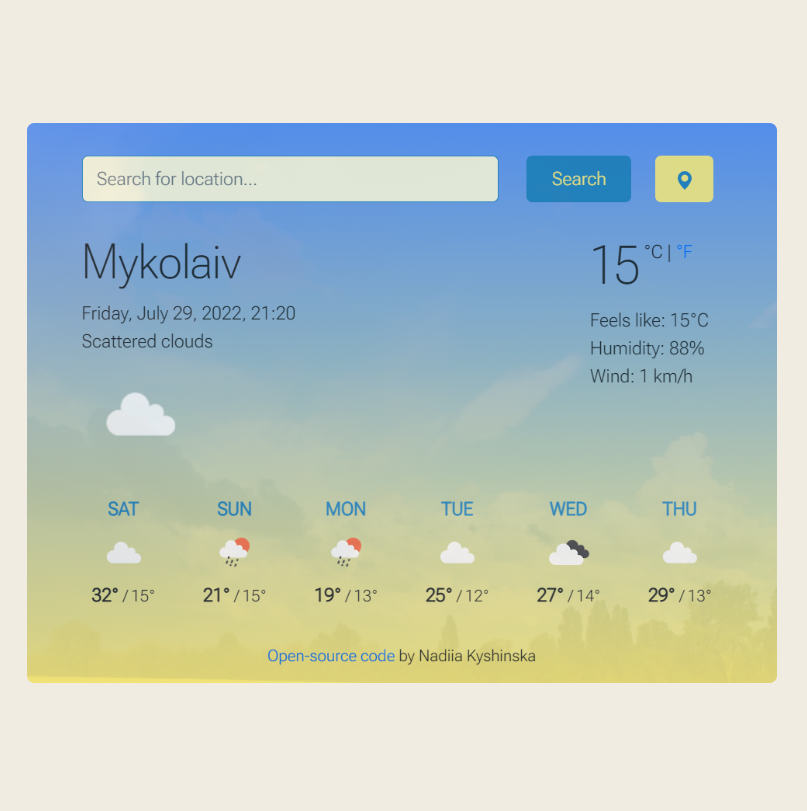 Search for location...
Search
Mykolaiv
15 °C | °F
Friday, July 29, 2022, 21:20
Scattered clouds
Feels like: 15°C
Humidity: 88%
Wind: 1 km/h
SAT SUN MON TUE WED THU
32° / 15° 21° / 15° 19° / 13° 25° / 12° 27° / 14° 29° / 13°
Open-source code by Nadiia Kyshinska